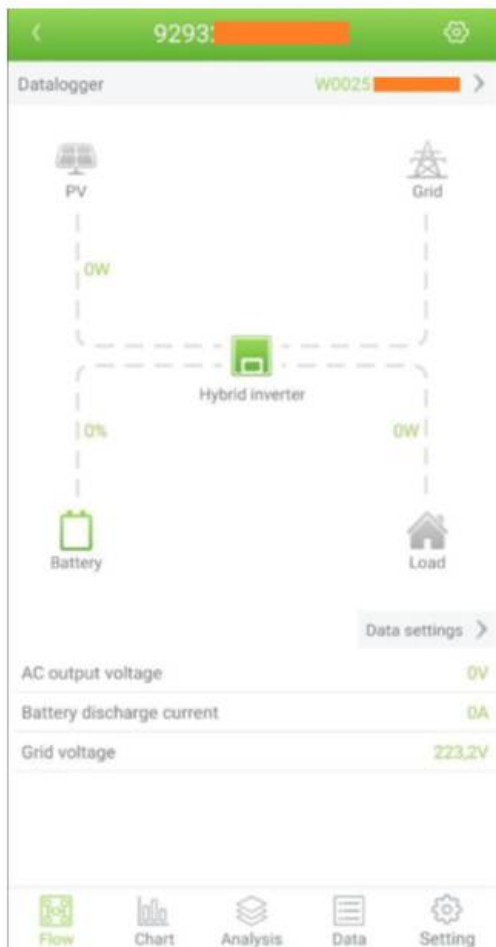 9293:
Datalogger W0025
PV
Grid
0W
Hybrid inverter
0%
0W
Battery
Load
Data settings
AC output voltage 0V
Battery discharge current 0A
Grid voltage 223,2V
Flow Chart Analysis Data Setting